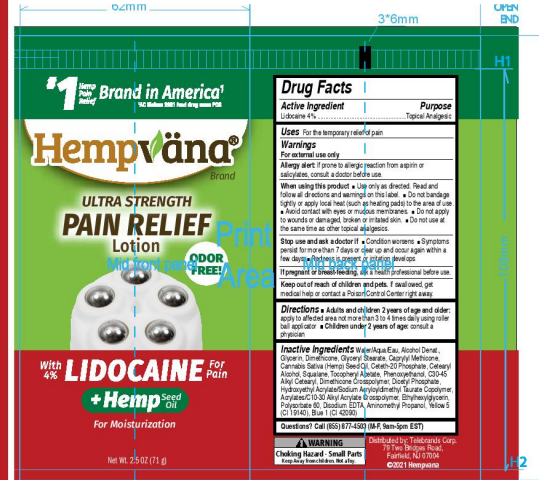 62mm
OPEN
END
3*6mm
H1
#1 Hemp Pain Relief Brand in America¹
Hempväna®
Brand
ULTRA STRENGTH
PAIN RELIEF
Lotion
ODOR
FREE!
Print
Area
Mid front panel
With 4% LIDOCAINE For Pain
+Hemp Seed Oil
For Moisturization
Net Wt. 2.5 OZ (71 g)
Drug Facts
Active Ingredient Purpose
Lidocaine 4% Topical Analgesic
Uses For the temporary relief of pain
Warnings
For external use only
Allergy alert: If prone to allergic reaction from aspirin or
salicylates, consult a doctor before use.
When using this product ▪ Use only as directed. Read and
follow all directions and warnings on this label. ▪ Do not bandage
tightly or apply local heat (such as heating pads) to the area of use
▪ Avoid contact with eyes or mucous membranes. ▪ Do not apply
to wounds or damaged, broken or irritated skin. ▪ Do not use at
the same time as other topical analgesics.
Stop use and ask a doctor if ▪ Condition worsens ▪ Symptoms
persist for more than 7 days or clear up and occur again within a
few days ▪ Redness is present or irritation develops
Mid back panel
If pregnant or breast-feeding, ask a health professional before use.
Keep out of reach of children and pets. If swallowed, get
medical help or contact a Poison Control Center right away.
Directions ▪ Adults and children 2 years of age and older:
apply to affected area not more than 3 to 4 times daily using roller
ball applicator ▪ Children under 2 years of age: consult a
physician
Inactive Ingredients Water/Aqua/Eau, Alcohol Denat.,
Glycerin, Dimethicone, Glyceryl Stearate, Caprylyl Methicone,
Cannabis Sativa (Hemp) Seed Oil, Ceteth-20 Phosphate, Cetearyl
Alcohol, Squalane, Tocopheryl Acetate, Phenoxyethanol, C30-45
Alkyl Cetearyl, Dimethicone Crosspolymer, Dicetyl Phosphate,
Hydroxyethyl Acrylate/Sodium Acryloyldimethyl Taurate Copolymer,
Acrylates/C10-30 Alkyl Acrylate Crosspolymer, Ethylhexylglycerin,
Polysorbate 60, Disodium EDTA, Aminomethyl Propanol, Yellow 5
(CI 19140), Blue 1 (CI 42090)
Questions? Call (855) 877-4503 (M-F, 9am-5pm EST)
WARNING
Choking Hazard - Small Parts
Keep Away from children. Not a toy.
Distributed by: Telebrands Corp.
79 Two Bridges Road,
Fairfield, NJ 07004
©2021 Hempvana
H2